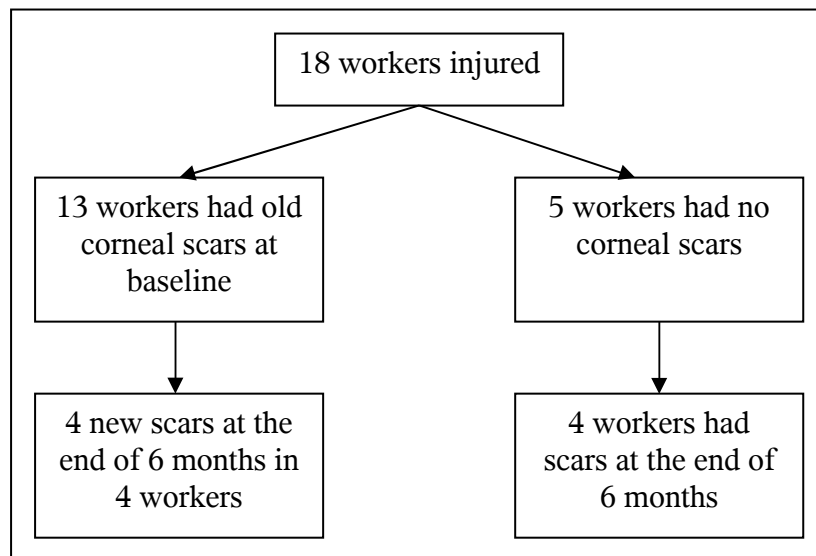 18 workers injured
13 workers had old
corneal scars at
baseline
5 workers had no
corneal scars
4 new scars at the
end of 6 months in
4 workers
4 workers had
scars at the end of
6 months